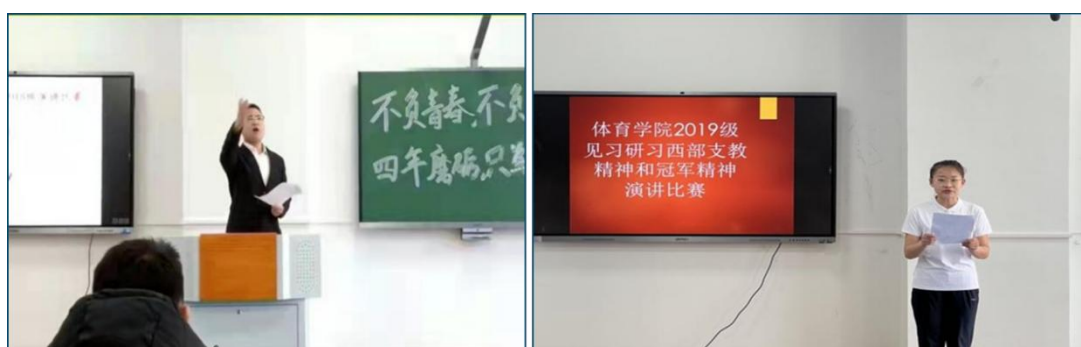 不负青春,不负
四年磨砺,只为
体育学院2019级
见习研习西部支教
精神和冠军精神
演讲比赛